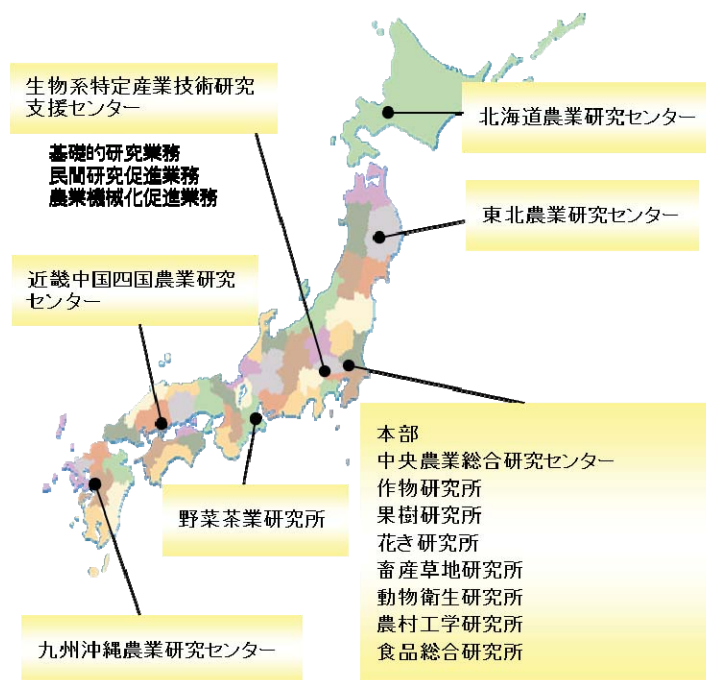 生物系特定産業技術研究
支援センター
基礎的研究業務
民間研究促進業務
農業機械化促進業務
北海道農業研究センター
東北農業研究センター
近畿中国四国農業研究
センター
野菜茶業研究所
九州沖縄農業研究センター
本部
中央農業総合研究センター
作物研究所
果樹研究所
花き研究所
畜産草地研究所
動物衛生研究所
農村工学研究所
食品総合研究所